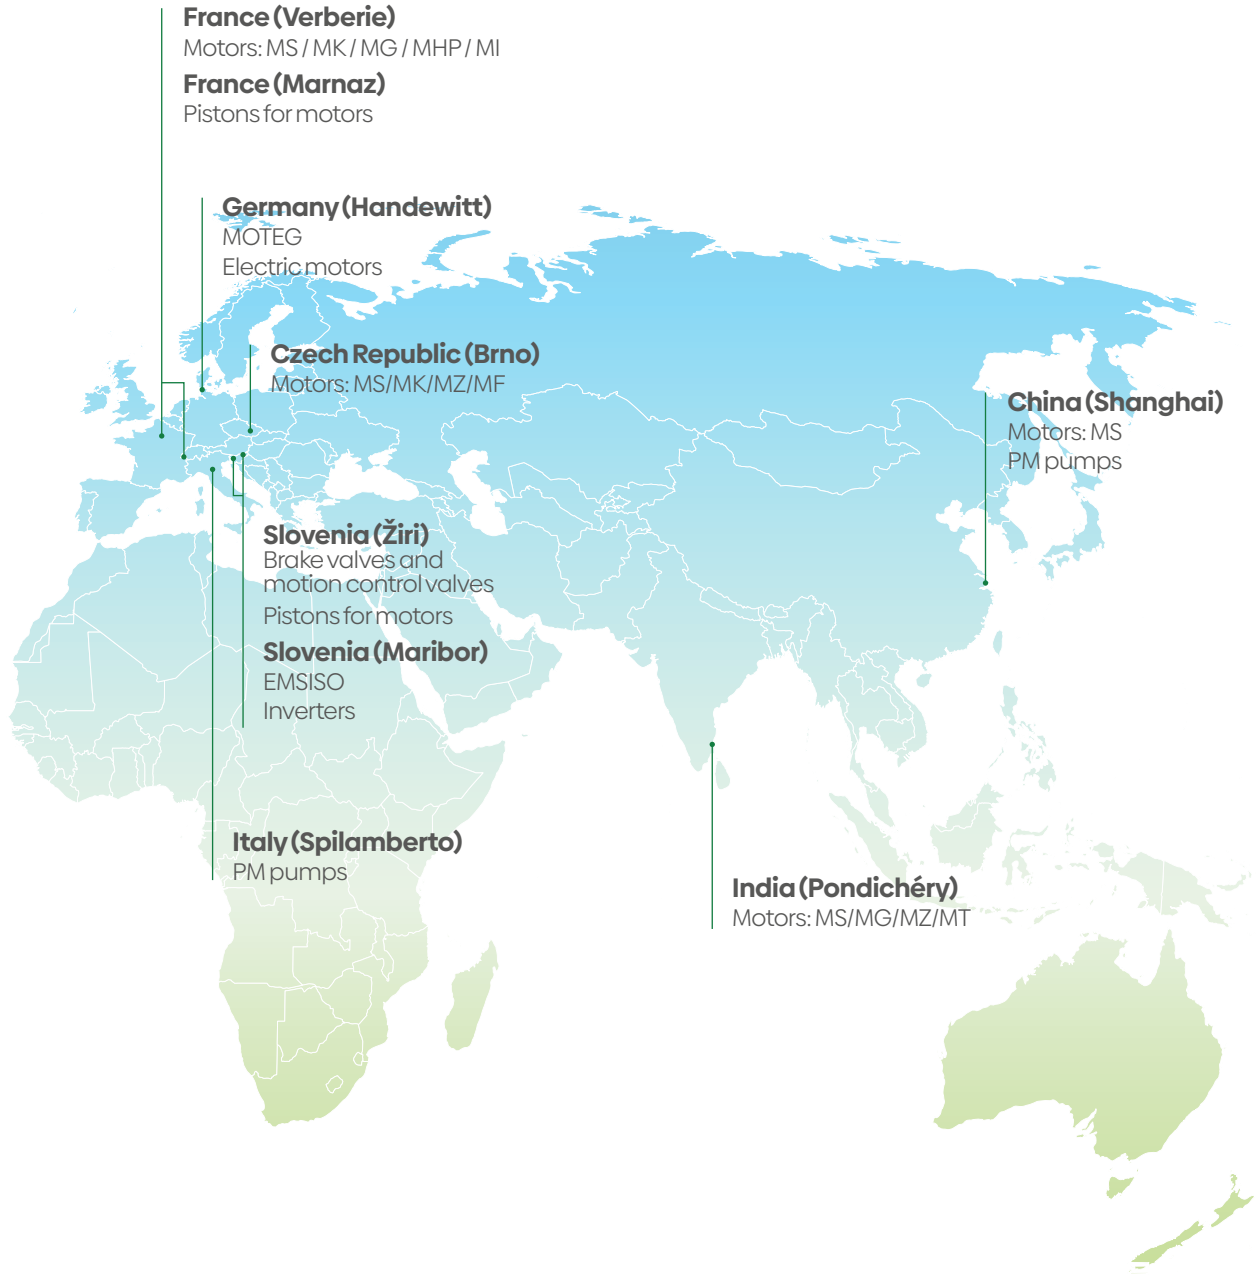 France (Verberie)
Motors: MS / MK / MG / MHP / MI
France (Marnaz)
Pistons for motors
Germany (Handewitt)
MOTEG
Electric motors
Czech Republic (Brno)
Motors: MS/MK/MZ/MF
China (Shanghai)
Motors: MS
PM pumps
Slovenia (Žiri)
Brake valves and
motion control valves
Pistons for motors
Slovenia (Maribor)
EMSISO
Inverters
Italy (Spilamberto)
PM pumps
India (Pondichéry)
Motors: MS/MG/MZ/MT